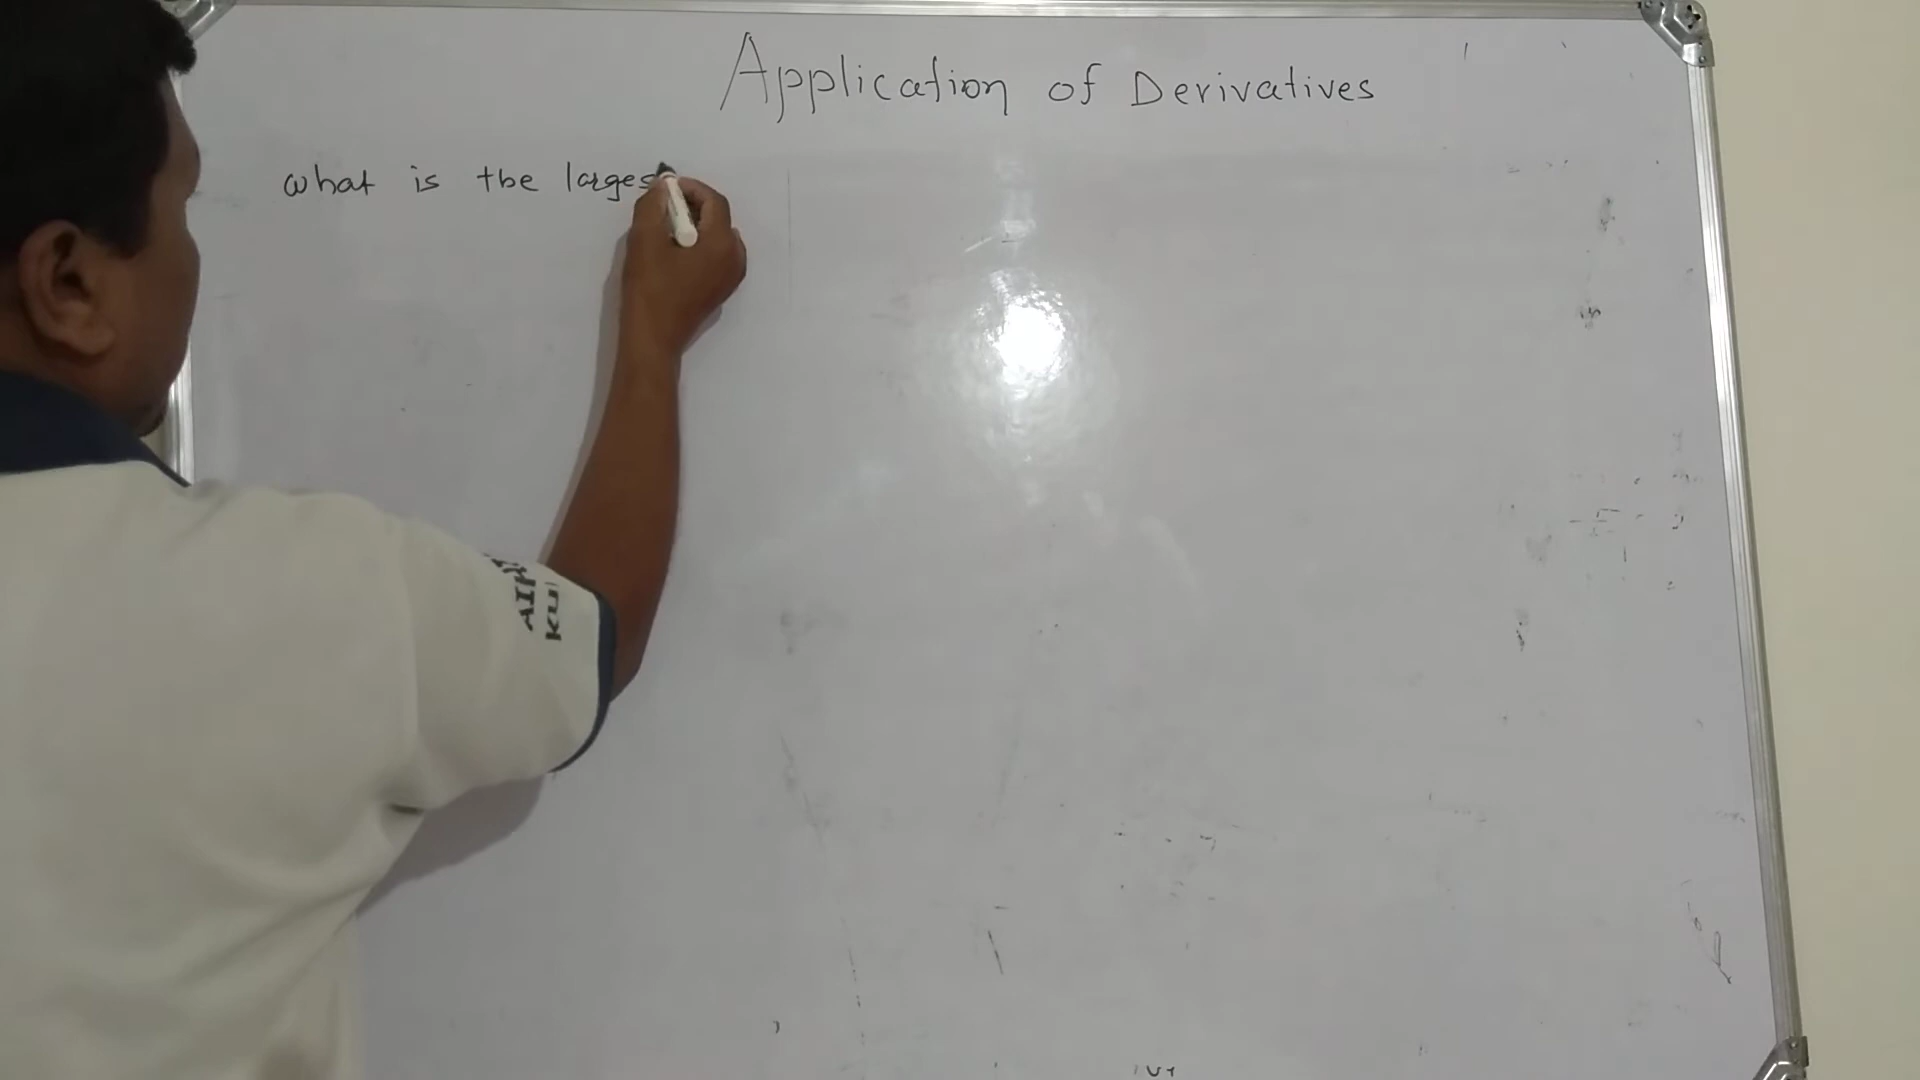 Application of Derivatives
what is the larges